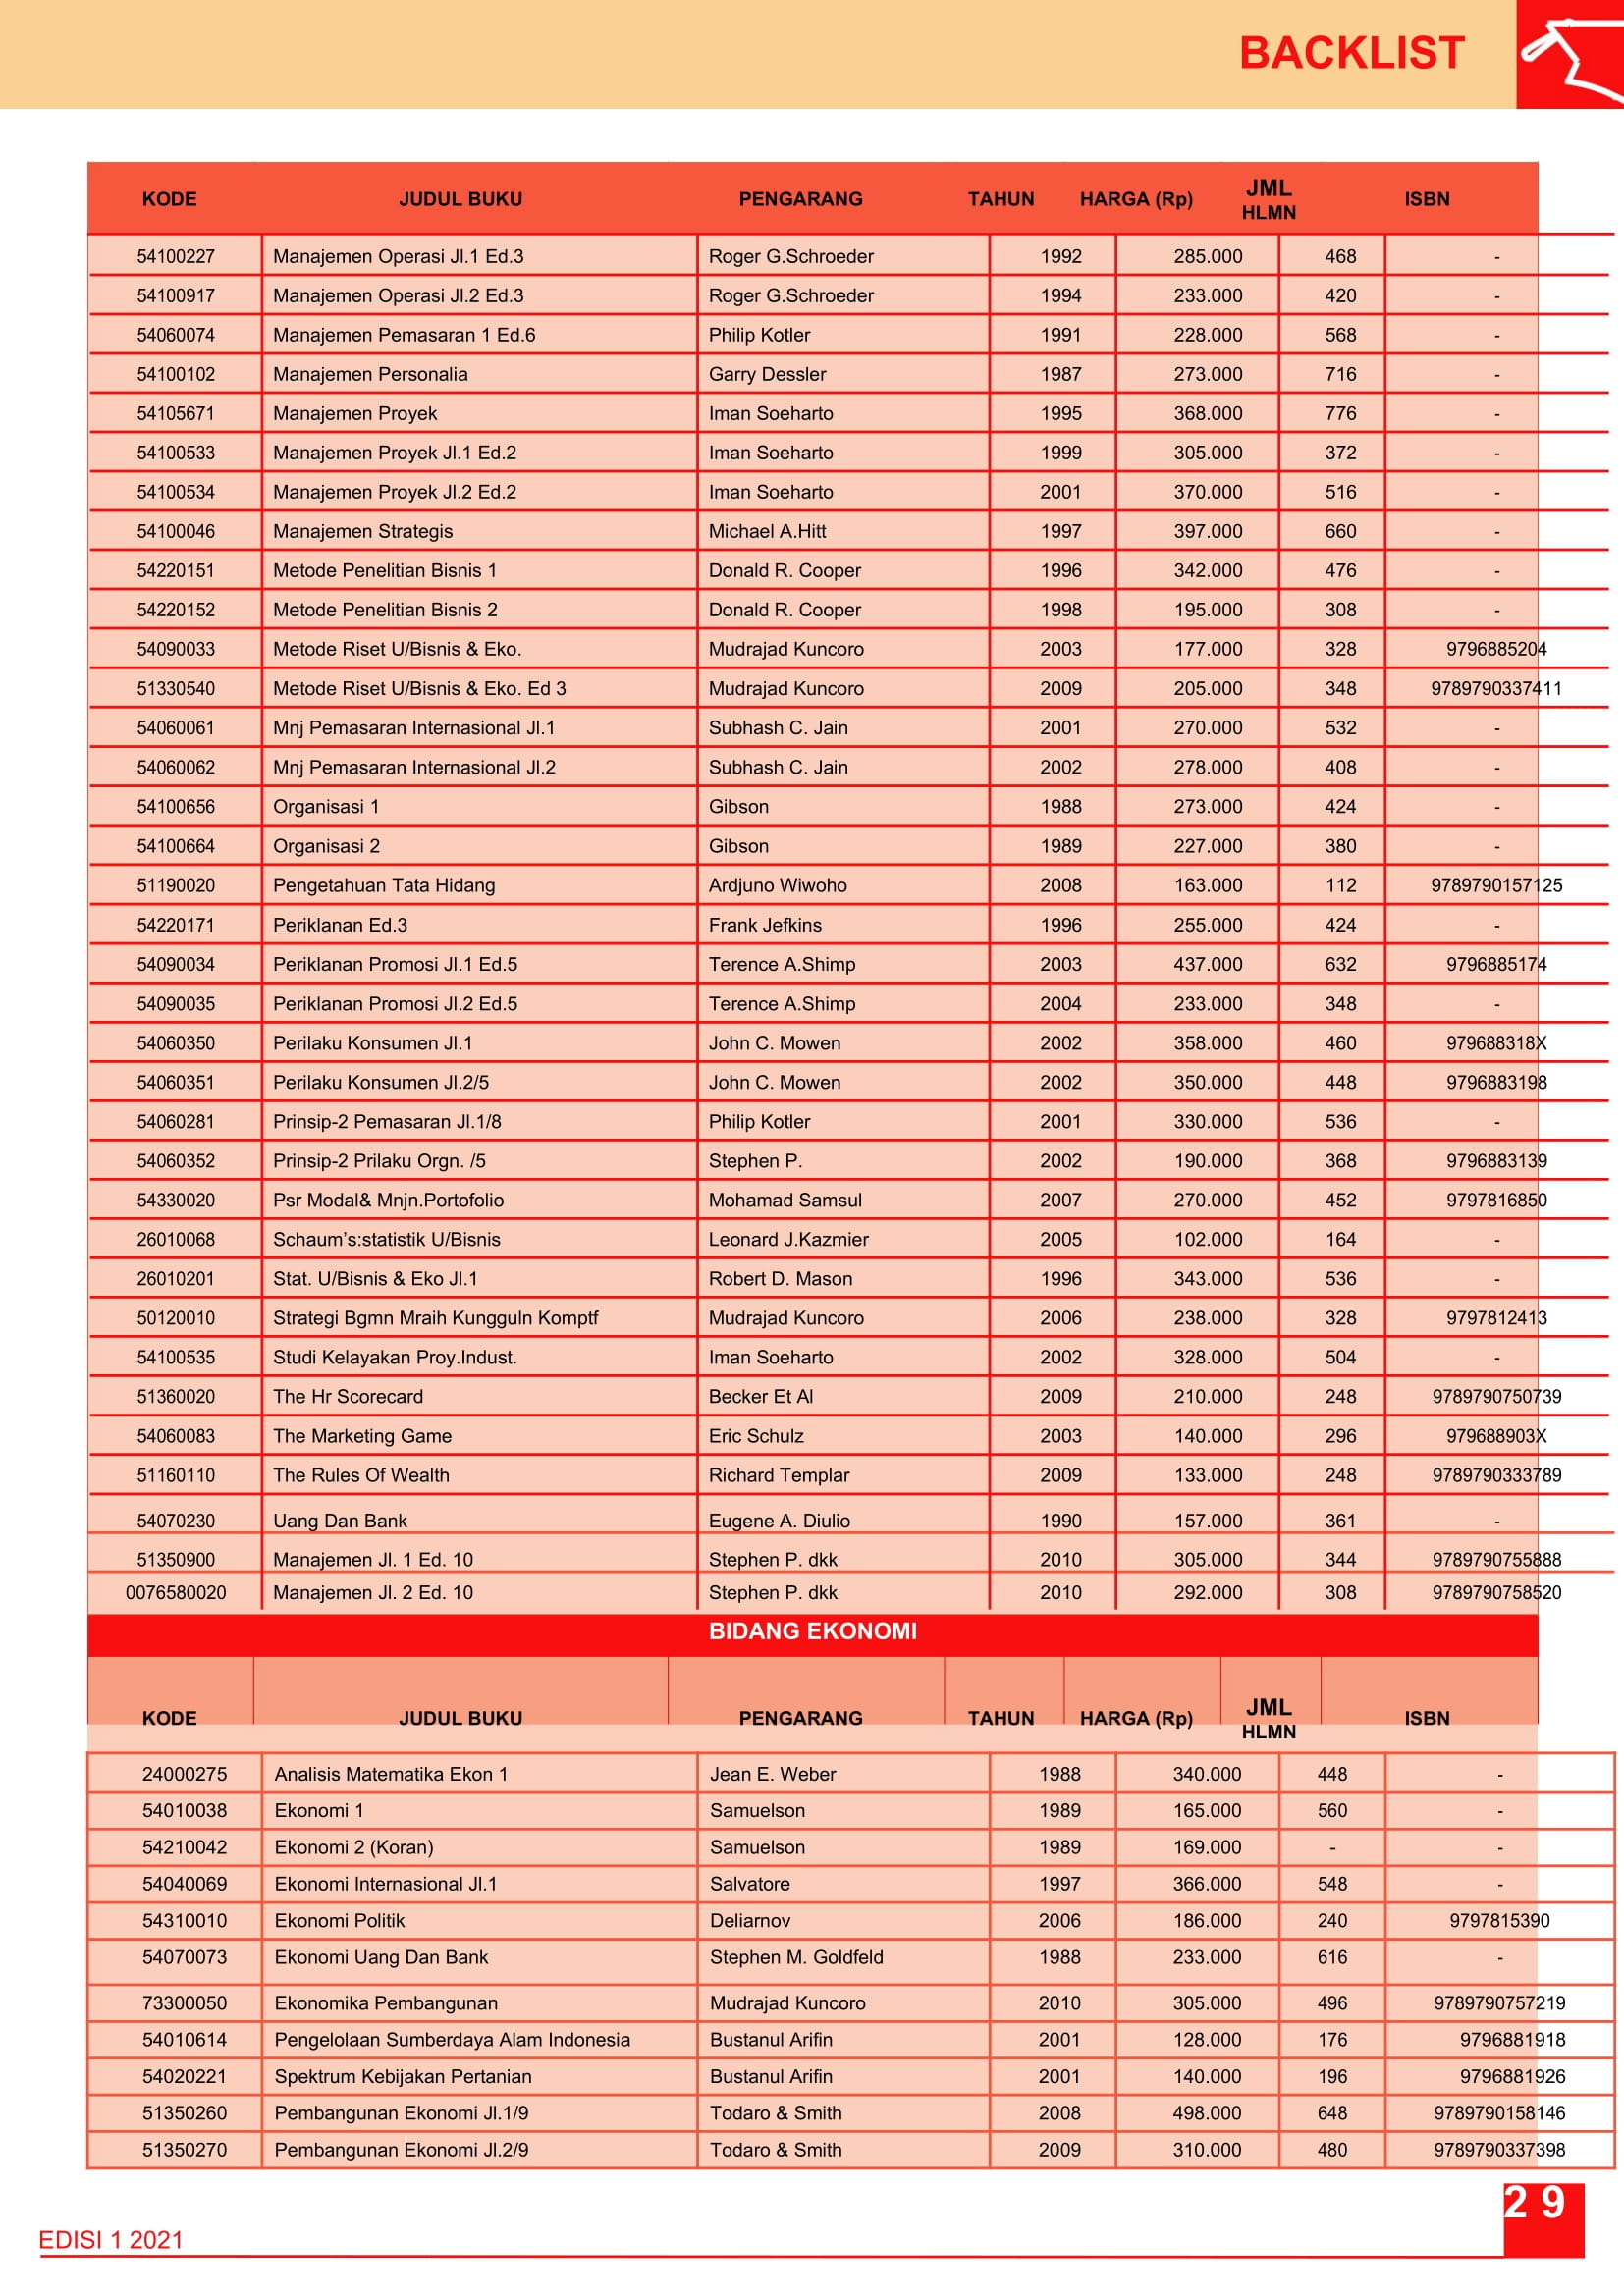 BACKLIST
KODE JUDUL BUKU PENGARANG TAHUN HARGA (Rp) JML HLMN ISBN
54100227 Manajemen Operasi Jl.1 Ed.3 Roger G.Schroeder 1992 285.000 468 -
54100917 Manajemen Operasi Jl.2 Ed.3 Roger G.Schroeder 1994 233.000 420 -
54060074 Manajemen Pemasaran 1 Ed.6 Philip Kotler 1991 228.000 568 -
54100102 Manajemen Personalia Garry Dessler 1987 273.000 716 -
54105671 Manajemen Proyek Iman Soeharto 1995 368.000 776 -
54100533 Manajemen Proyek Jl.1 Ed.2 Iman Soeharto 1999 305.000 372 -
54100534 Manajemen Proyek Jl.2 Ed.2 Iman Soeharto 2001 370.000 516 -
54100046 Manajemen Strategis Michael A.Hitt 1997 397.000 660 -
54220151 Metode Penelitian Bisnis 1 Donald R. Cooper 1996 342.000 476 -
54220152 Metode Penelitian Bisnis 2 Donald R. Cooper 1998 195.000 308 -
54090033 Metode Riset U/Bisnis & Eko. Mudrajad Kuncoro 2003 177.000 328 9796885204
51330540 Metode Riset U/Bisnis & Eko. Ed 3 Mudrajad Kuncoro 2009 205.000 348 9789790337411
54060061 Mnj Pemasaran Internasional Jl.1 Subhash C. Jain 2001 270.000 532 -
54060062 Mnj Pemasaran Internasional Jl.2 Subhash C. Jain 2002 278.000 408 -
54100656 Organisasi 1 Gibson 1988 273.000 424 -
54100664 Organisasi 2 Gibson 1989 227.000 380 -
51190020 Pengetahuan Tata Hidang Ardjuno Wiwoho 2008 163.000 112 9789790157125
54220171 Periklanan Ed.3 Frank Jefkins 1996 255.000 424 -
54090034 Periklanan Promosi Jl.1 Ed.5 Terence A.Shimp 2003 437.000 632 9796885174
54090035 Periklanan Promosi Jl.2 Ed.5 Terence A.Shimp 2004 233.000 348 -
54060350 Perilaku Konsumen Jl.1 John C. Mowen 2002 358.000 460 979688318X
54060351 Perilaku Konsumen Jl.2/5 John C. Mowen 2002 350.000 448 9796883198
54060281 Prinsip-2 Pemasaran Jl.1/8 Philip Kotler 2001 330.000 536 -
54060352 Prinsip-2 Prilaku Orgn. /5 Stephen P. 2002 190.000 368 9796883139
54330020 Psr Modal& Mnjn.Portofolio Mohamad Samsul 2007 270.000 452 9797816850
26010068 Schaum's:statistik U/Bisnis Leonard J.Kazmier 2005 102.000 164 -
26010201 Stat. U/Bisnis & Eko Jl.1 Robert D. Mason 1996 343.000 536 -
50120010 Strategi Bgmn Mraih Kungguln Komptf Mudrajad Kuncoro 2006 238.000 328 9797812413
54100535 Studi Kelayakan Proy.Indust. Iman Soeharto 2002 328.000 504 -
51360020 The Hr Scorecard Becker Et Al 2009 210.000 248 9789790750739
54060083 The Marketing Game Eric Schulz 2003 140.000 296 979688903X
51160110 The Rules Of Wealth Richard Templar 2009 133.000 248 9789790333789
54070230 Uang Dan Bank Eugene A. Diulio 1990 157.000 361 -
51350900 Manajemen Jl. 1 Ed. 10 Stephen P. dkk 2010 305.000 344 9789790755888
0076580020 Manajemen Jl. 2 Ed. 10 Stephen P. dkk 2010 292.000 308 9789790758520
BIDANG EKONOMI
KODE JUDUL BUKU PENGARANG TAHUN HARGA (Rp) JML HLMN ISBN
24000275 Analisis Matematika Ekon 1 Jean E. Weber 1988 340.000 448 -
54010038 Ekonomi 1 Samuelson 1989 165.000 560 -
54210042 Ekonomi 2 (Koran) Samuelson 1989 169.000 - -
54040069 Ekonomi Internasional Jl.1 Salvatore 1997 366.000 548 -
54310010 Ekonomi Politik Deliarnov 2006 186.000 240 9797815390
54070073 Ekonomi Uang Dan Bank Stephen M. Goldfeld 1988 233.000 616 -
73300050 Ekonomika Pembangunan Mudrajad Kuncoro 2010 305.000 496 9789790757219
54010614 Pengelolaan Sumberdaya Alam Indonesia Bustanul Arifin 2001 128.000 176 9796881918
54020221 Spektrum Kebijakan Pertanian Bustanul Arifin 2001 140.000 196 9796881926
51350260 Pembangunan Ekonomi Jl.1/9 Todaro & Smith 2008 498.000 648 9789790158146
51350270 Pembangunan Ekonomi Jl.2/9 Todaro & Smith 2009 310.000 480 9789790337398
29
EDISI 1 2021